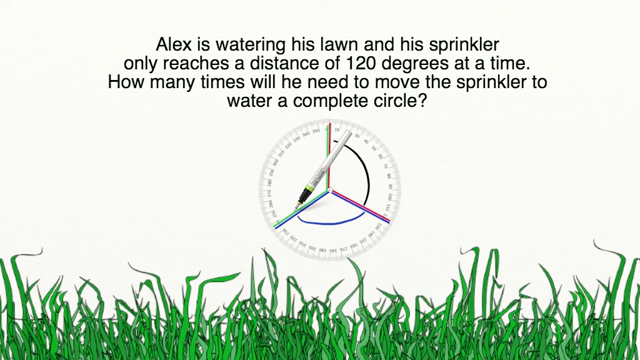 Alex is watering his lawn and his sprinkler
only reaches a distance of 120 degrees at a time.
How many times will he need to move the sprinkler to
water a complete circle?